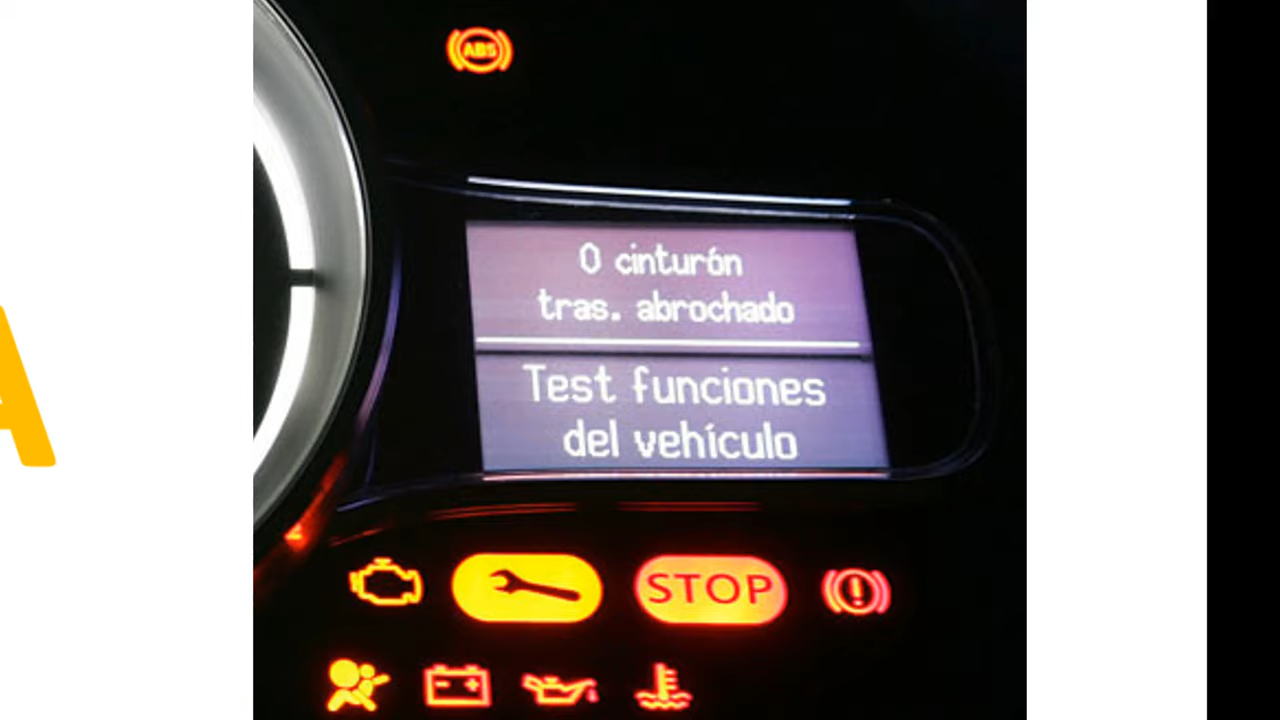 ABS
0 cinturón
tras. abrochado
Test funciones
del vehículo
STOP
A